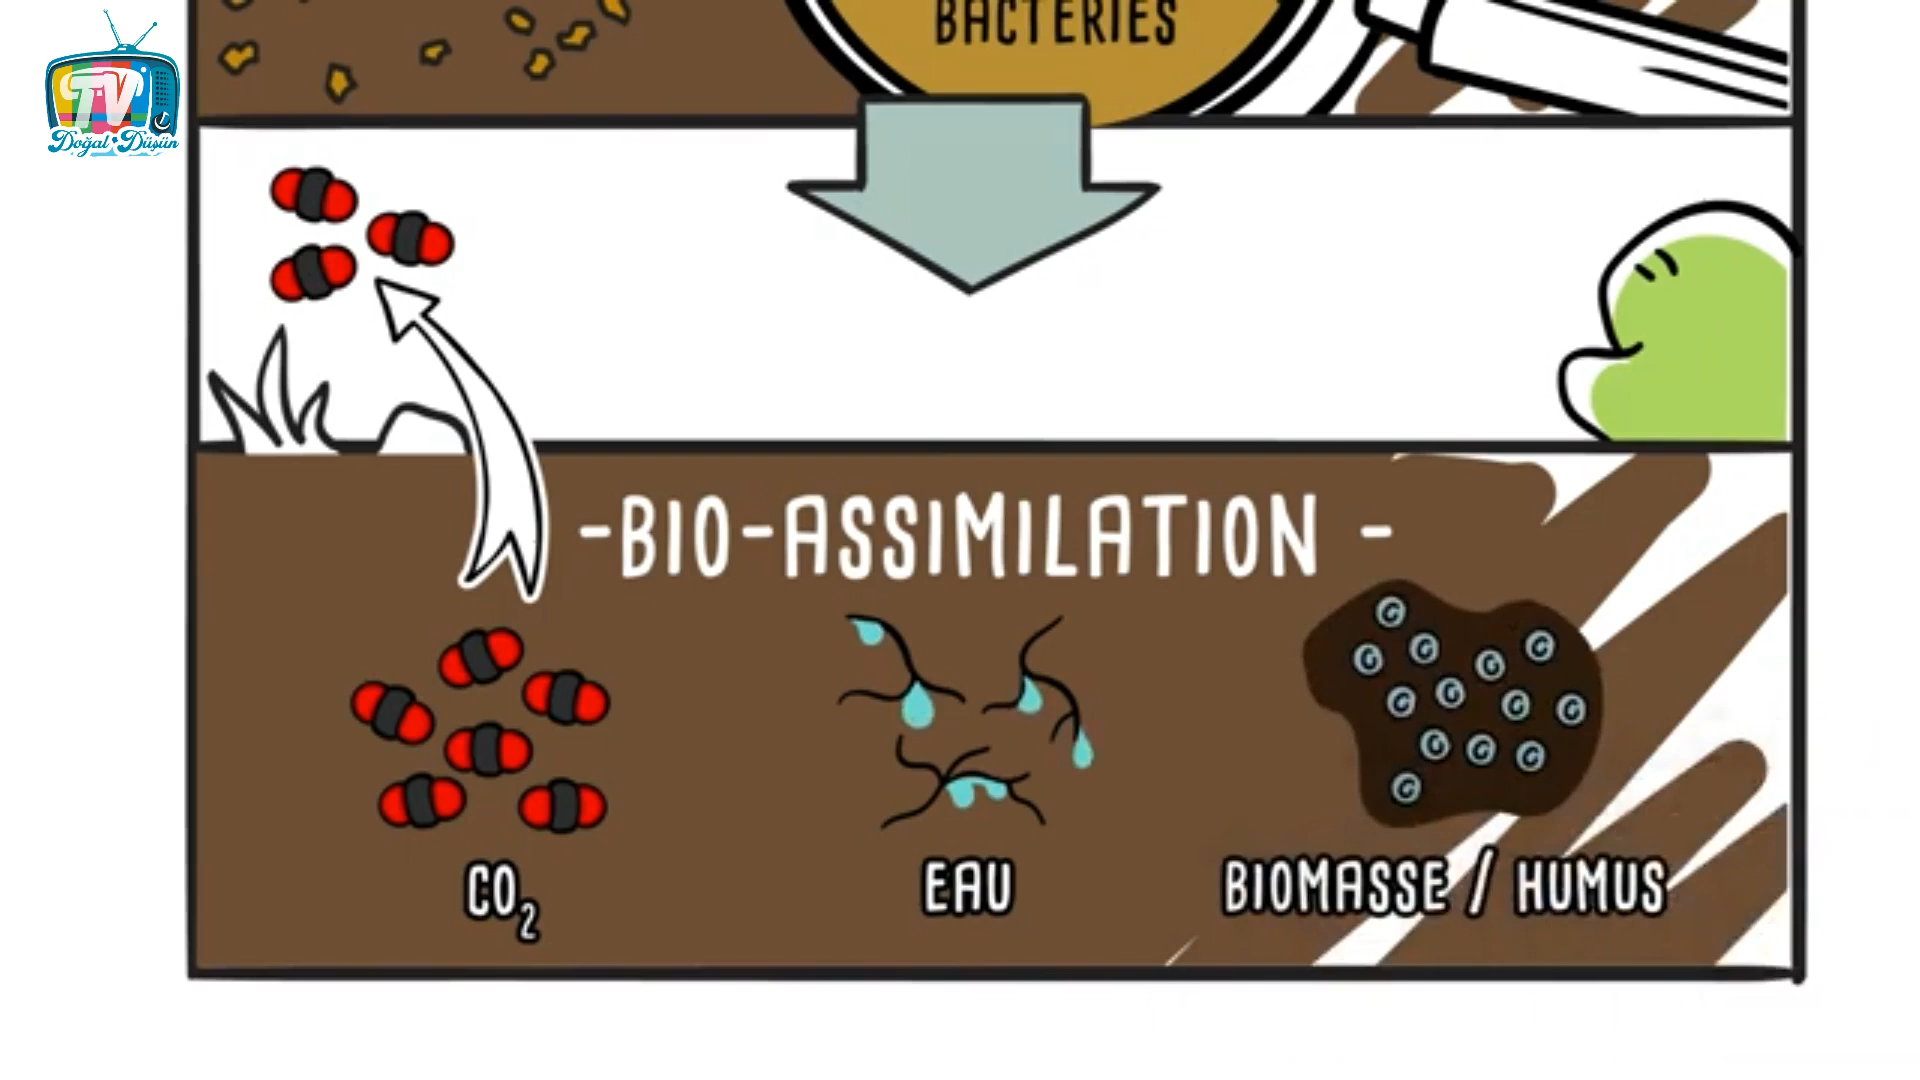 BACTERIES
TV
Doğal Düşün
-BIO-ASSIMILATION -
CO2
EAU
BIOMASSE / HUMUS